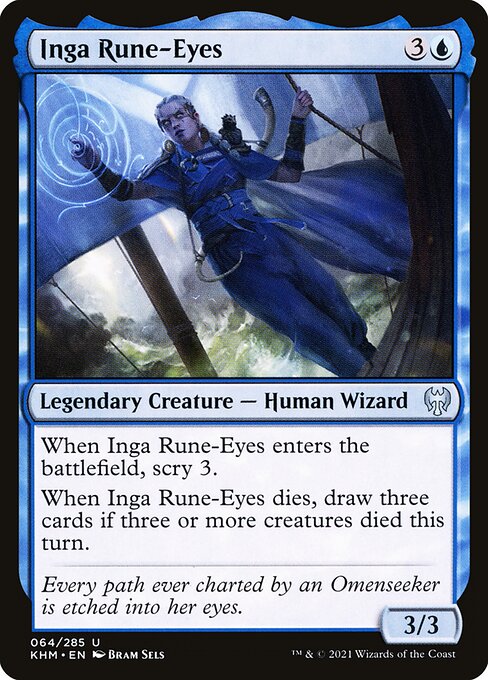 Inga Rune-Eyes 3
Legendary Creature — Human Wizard
When Inga Rune-Eyes enters the
battlefield, scry 3.
When Inga Rune-Eyes dies, draw three
cards if three or more creatures died this
turn.
Every path ever charted by an Omenseeker
is etched into her eyes.
3/3
064/285 U
KHM • EN Bram Sels
™ & © 2021 Wizards of the Coast